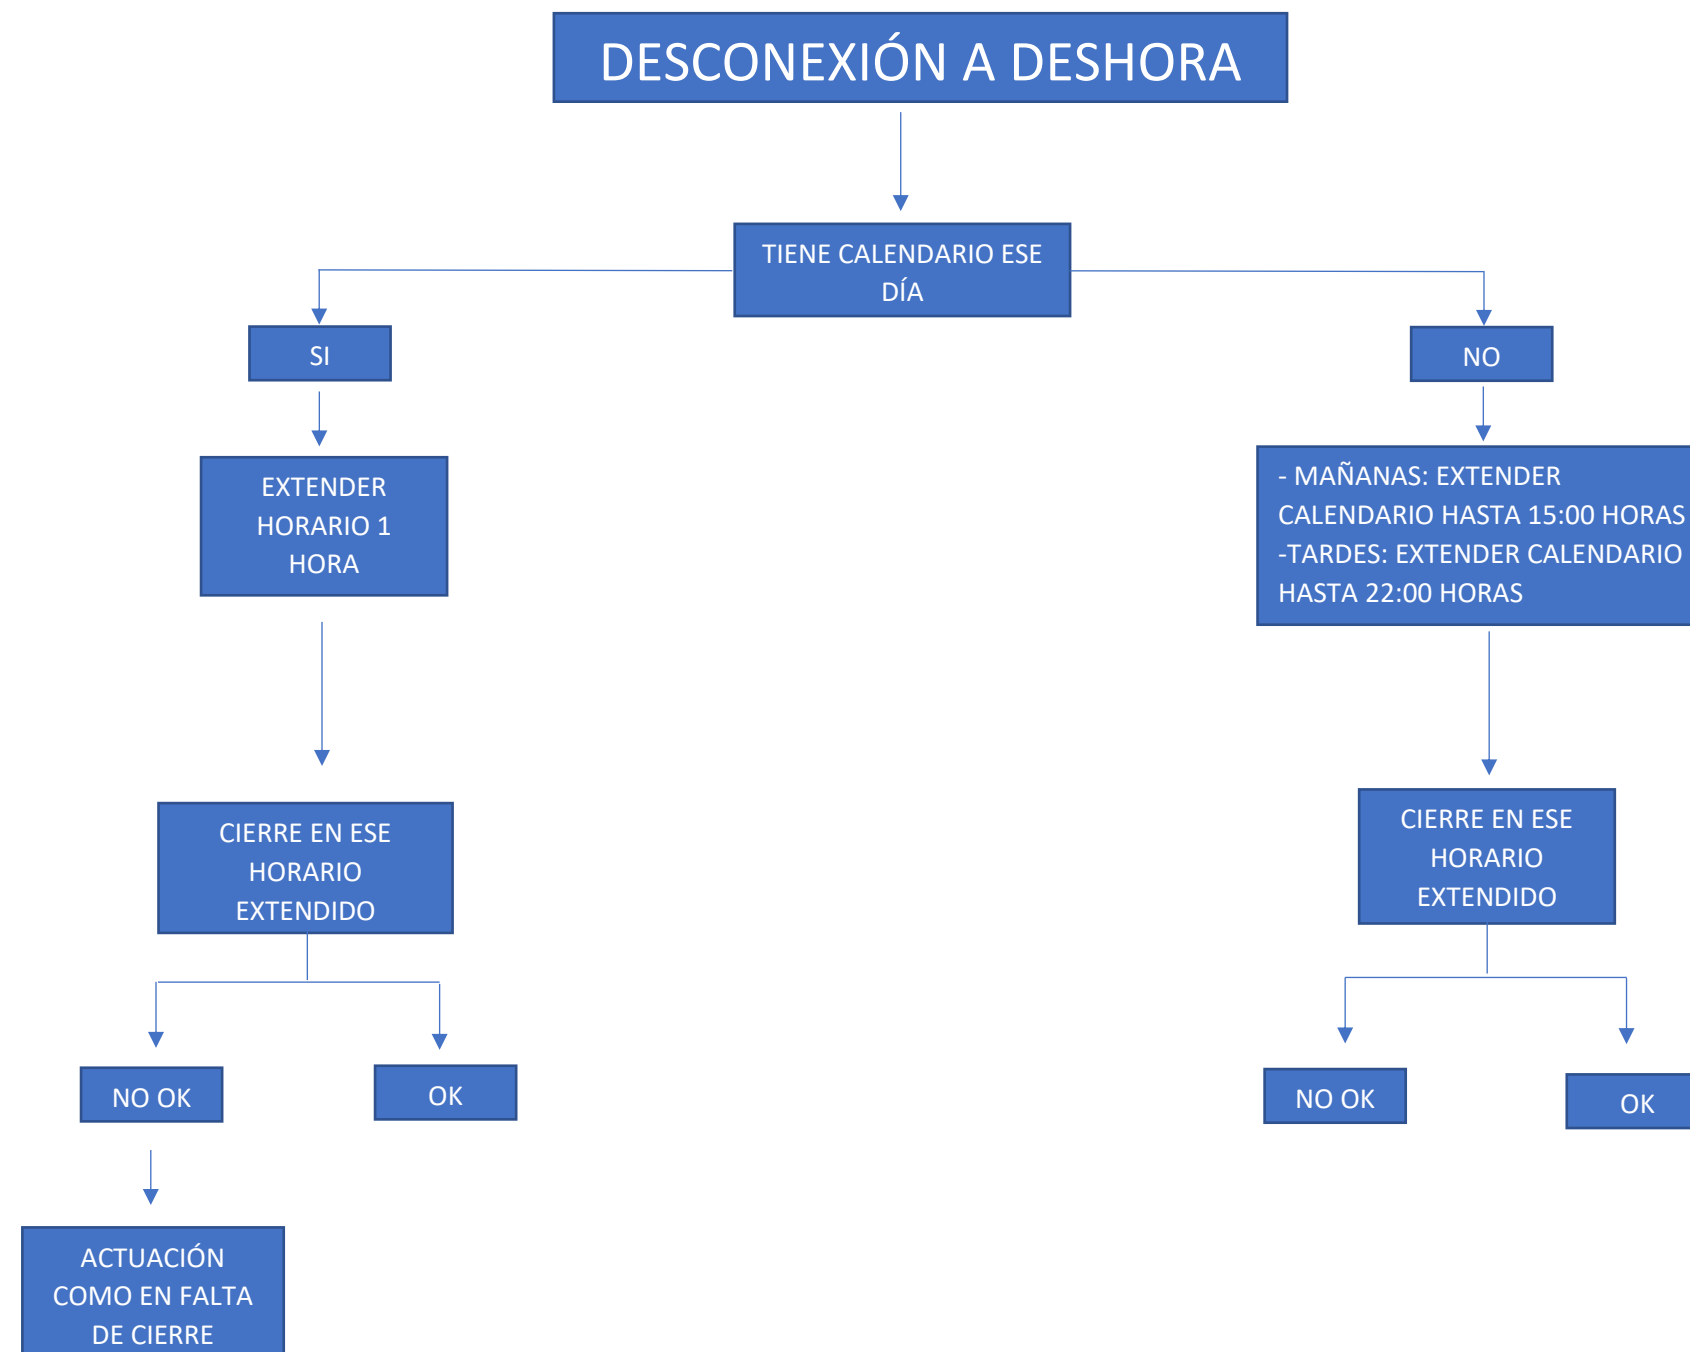 DESCONEXIÓN A DESHORA
TIENE CALENDARIO ESE
DÍA
SI
NO
EXTENDER
HORARIO 1
HORA
- MAÑANAS: EXTENDER
CALENDARIO HASTA 15:00 HORAS
-TARDES: EXTENDER CALENDARIO
HASTA 22:00 HORAS
CIERRE EN ESE
HORARIO
EXTENDIDO
CIERRE EN ESE
HORARIO
EXTENDIDO
NO OK
OK
NO OK
OK
ACTUACIÓN
COMO EN FALTA
DE CIERRE